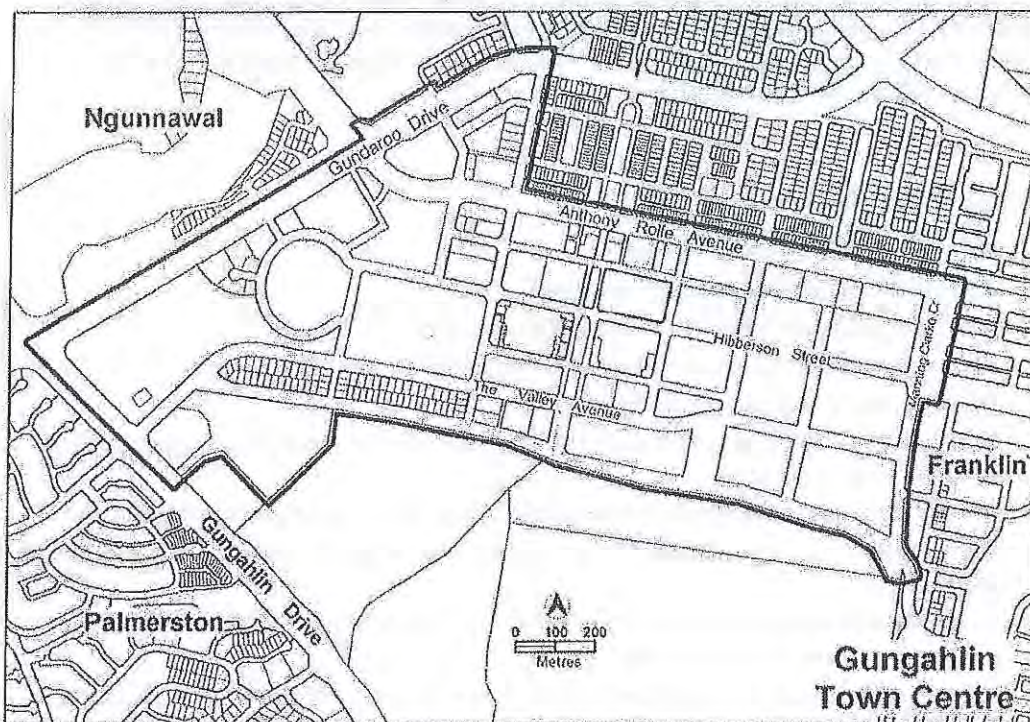 Ngunnawal
Gundaroo Drive
Anthony Rolfe Avenue
Hibberson Street
The Valley Avenue
Franklin
Gungahlin Drive
Palmerston
0 100 200
Metres
Gungahlin
Town Centre